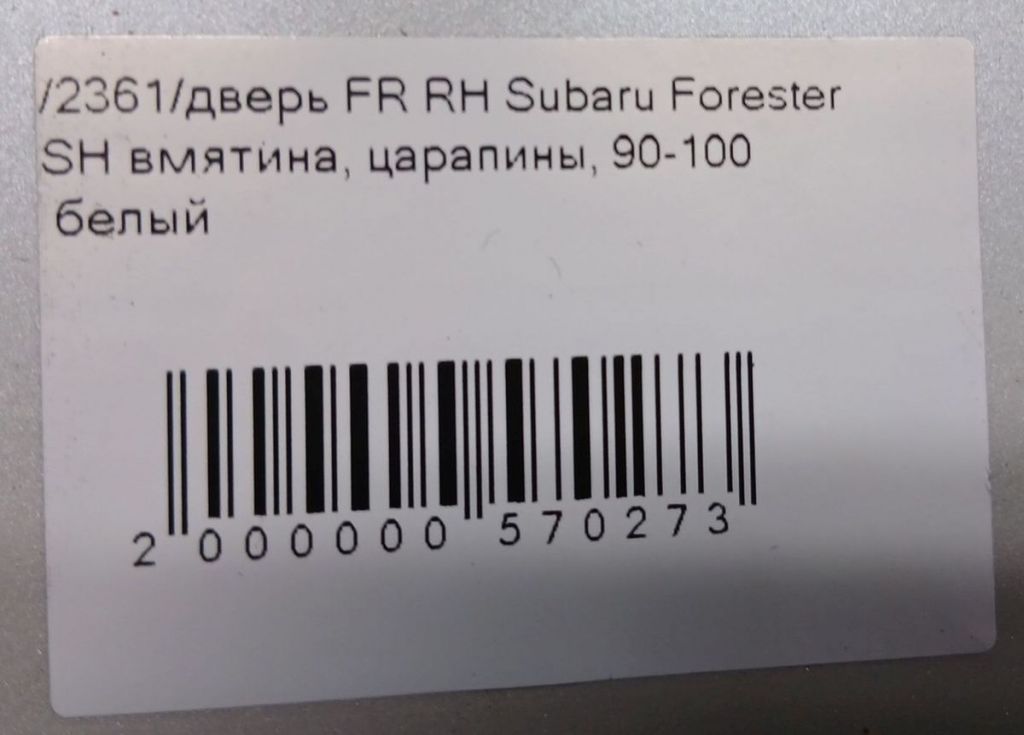 /2361/дверь FR RH Subaru Forester
SH вмятина, царапины, 90-100
белый
2 000000 570273